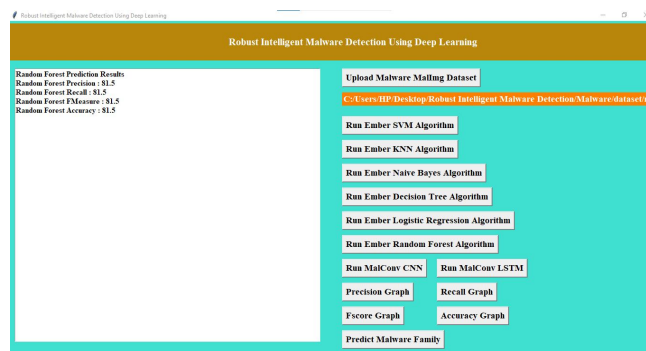 Robust Intelligent Malware Detection Using Deep Learning
Robust Intelligent Malware Detection Using Deep Learning
Random Forest Prediction Results
Random Forest Precision : 81.5
Random Forest Recall : 81.5
Random Forest FMeasure : 81.5
Random Forest Accuracy : 81.5
Upload Malware MalImg Dataset
C:/Users/HP/Desktop/Robust Intelligent Malware Detection/Malware/dataset/
Run Ember SVM Algorithm
Run Ember KNN Algorithm
Run Ember Naive Bayes Algorithm
Run Ember Decision Tree Algorithm
Run Ember Logistic Regression Algorithm
Run Ember Random Forest Algorithm
Run MalConv CNN Run MalConv LSTM
Precision Graph Recall Graph
Fscore Graph Accuracy Graph
Predict Malware Family